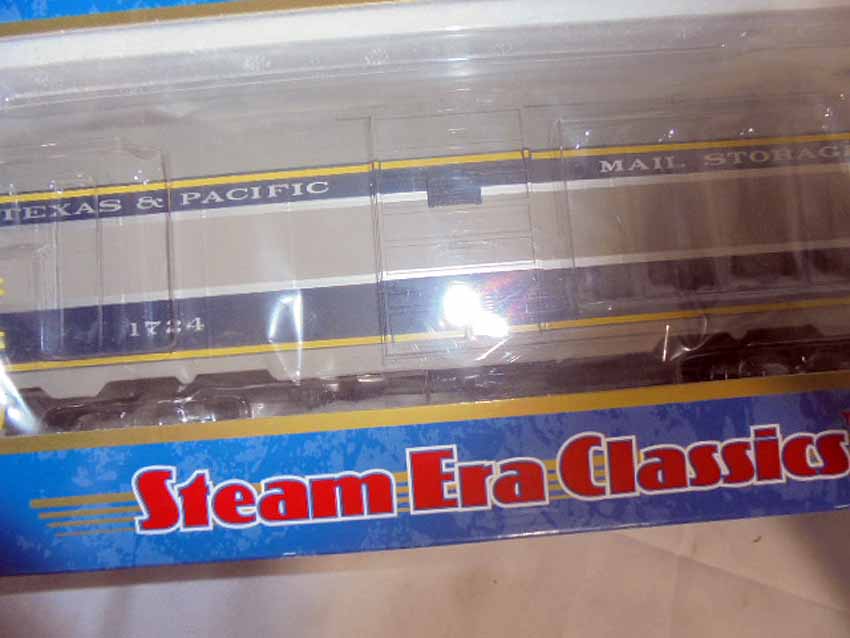 TEXAS & PACIFIC
MAIL STORAGE
1724
Steam Era Classics